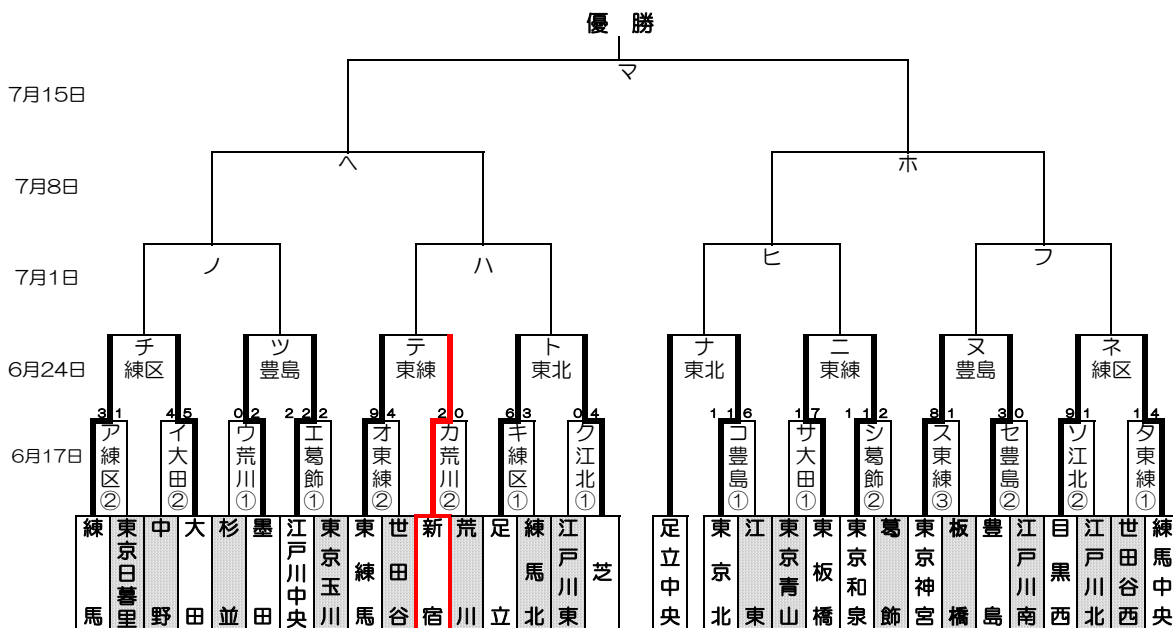 優　勝
マ
7月15日
ヘ
ホ
7月8日
ノ
ハ
ヒ
フ
7月1日
チ
ツ
テ
ト
ナ
ニ
ヌ
ネ
練区
豊島
東練
東北
東北
東練
豊島
練区
6月24日
3 1 4 5 0 2 2 2 2 9 4 2 0 6 3 0 4 1 1 6 1 7 1 1 2 8 1 3 0 9 1 1 4
6月17日
ア練区②
イ大田②
ウ荒川①
エ葛飾①
オ東練②
カ荒川②
キ練区①
ク江北①
コ豊島①
サ大田①
シ葛飾②
ス東練③
セ豊島②
ソ江北②
タ東練①
練馬
東京日暮里
中野
大田
杉並
墨田
江戸川中央
東京玉川
東練馬
世田谷
新宿
荒川
足立
練馬北
江戸川東
芝
足立中央
東京北
江東
東京青山
東板橋
東京和泉
葛飾
東京神宮
板橋
豊島
江戸川南
目黒西
江戸川北
世田谷西
練馬中央